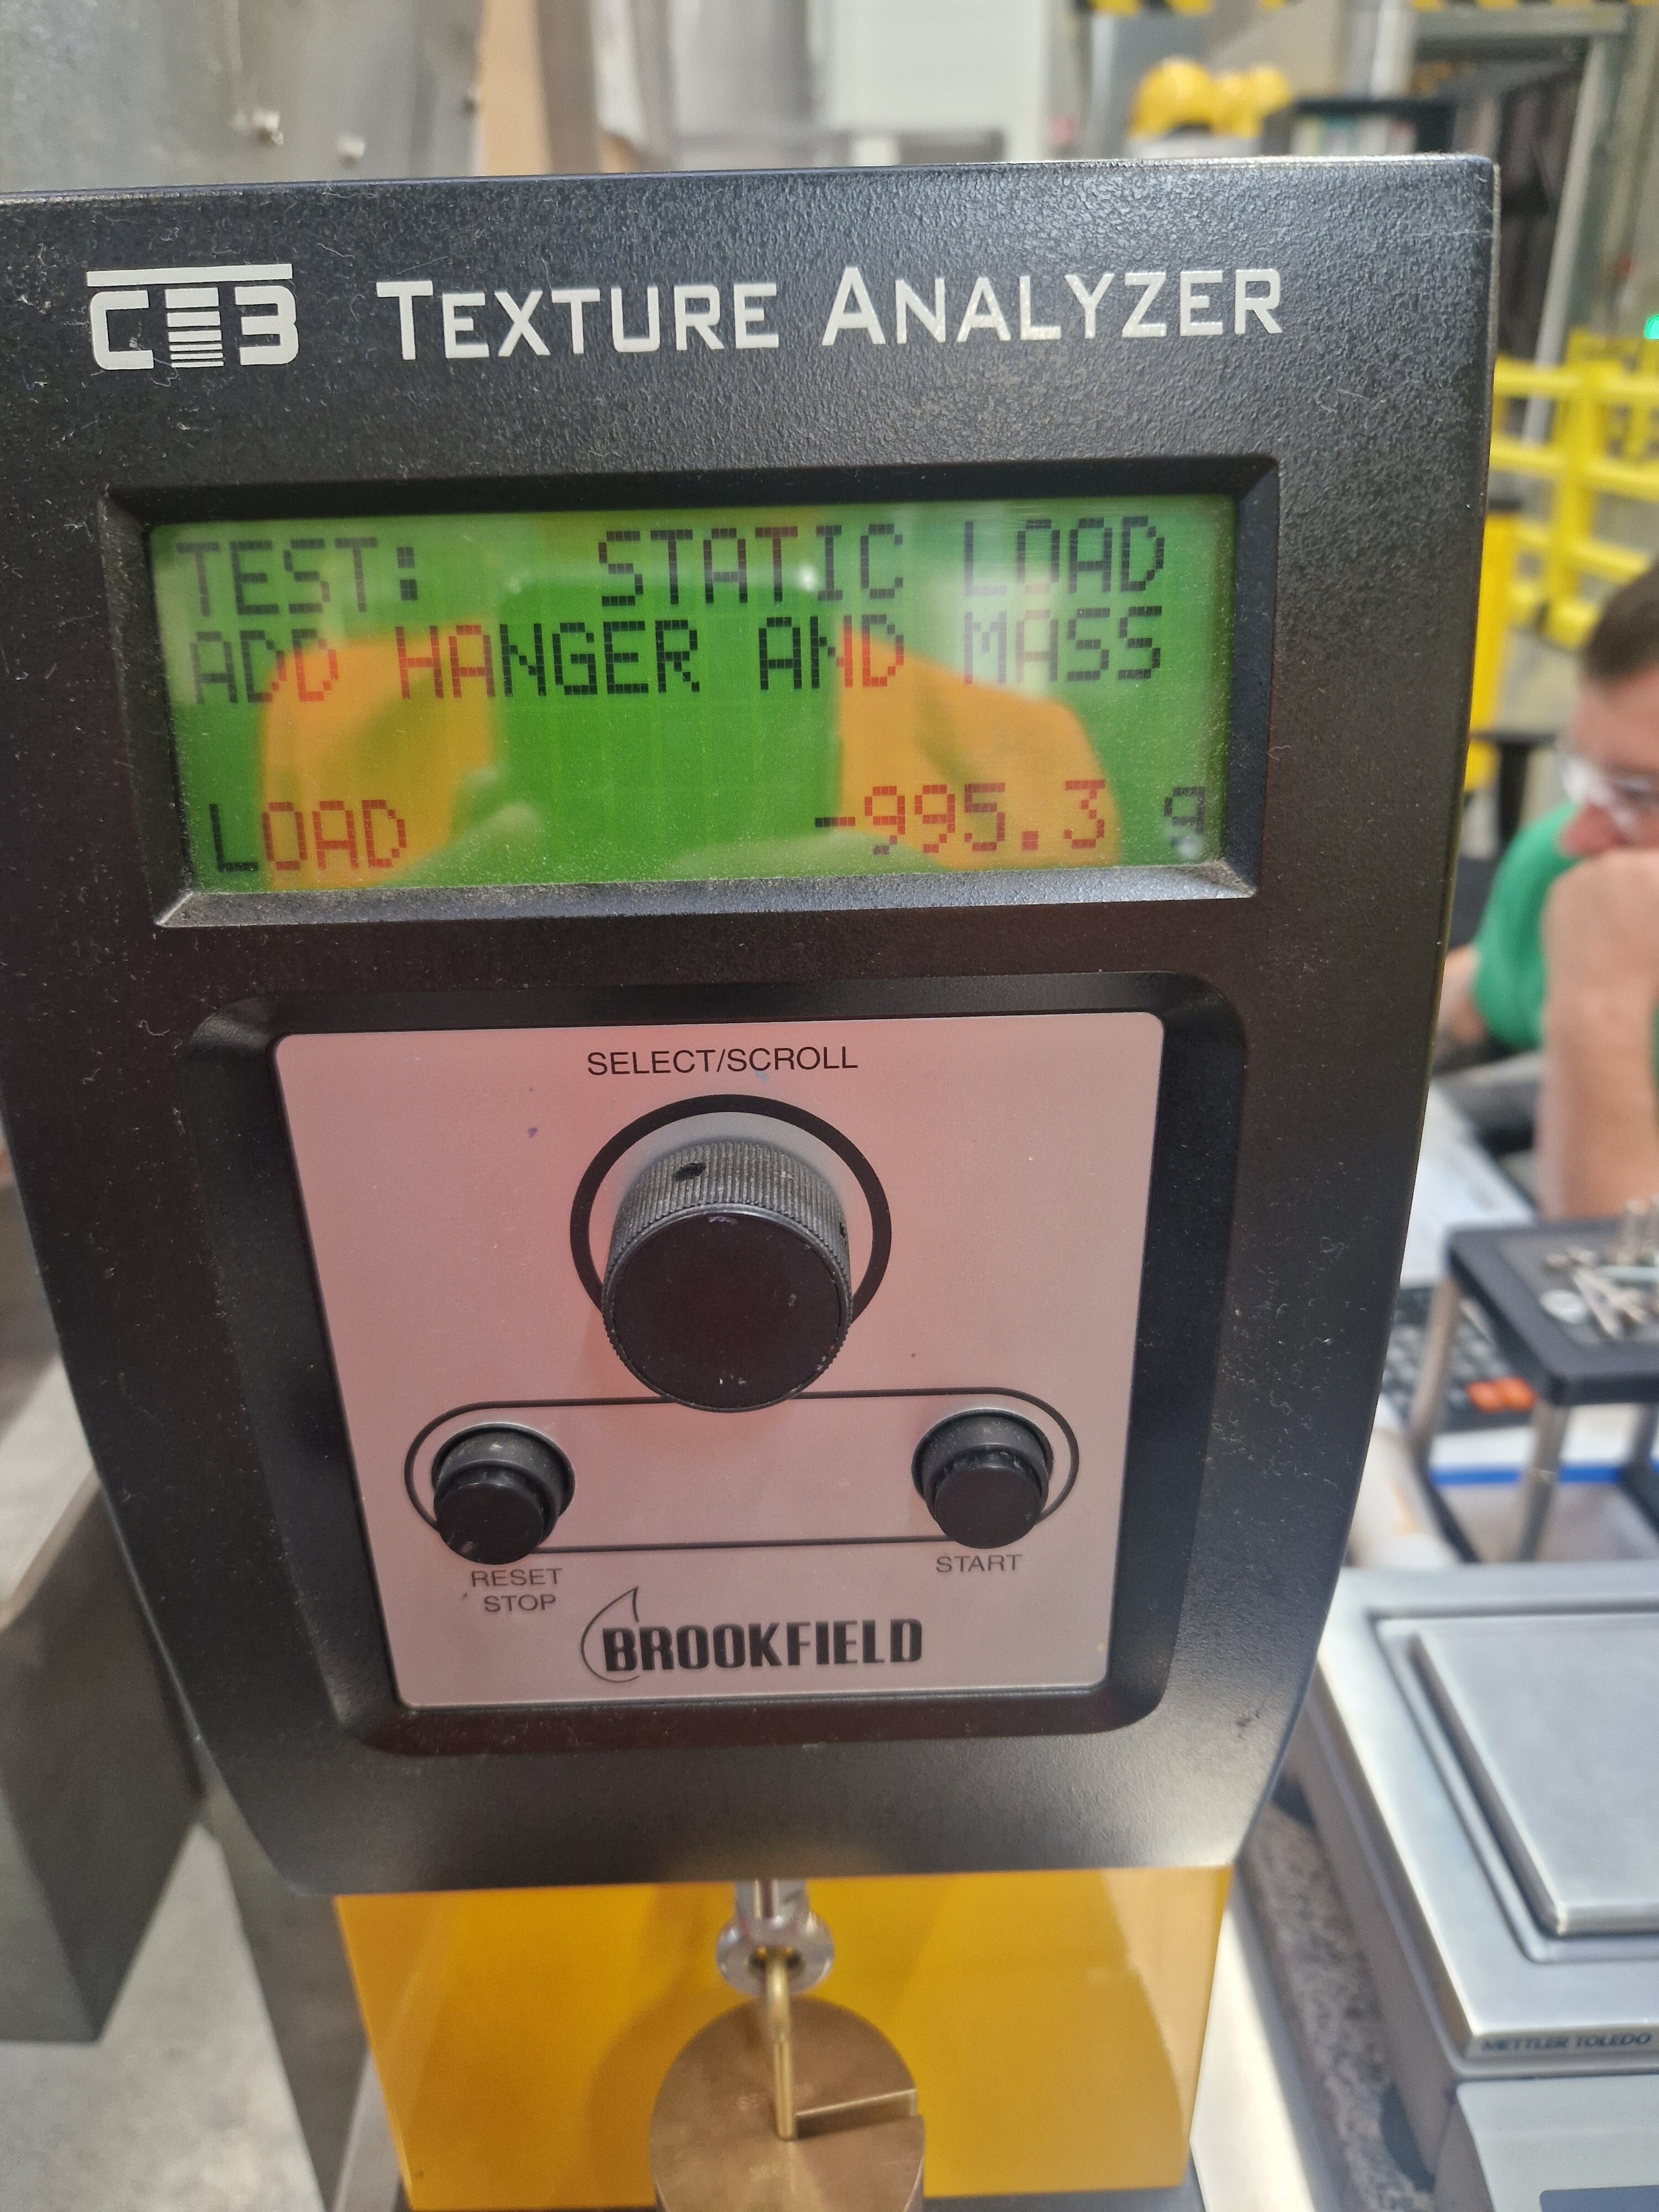 CT3 TEXTURE ANALYZER
TEST: STATIC LOAD
ADD HANGER AND MASS
LOAD -995.3 g
SELECT/SCROLL
RESET
STOP
START
BROOKFIELD
METTLER TOLEDO